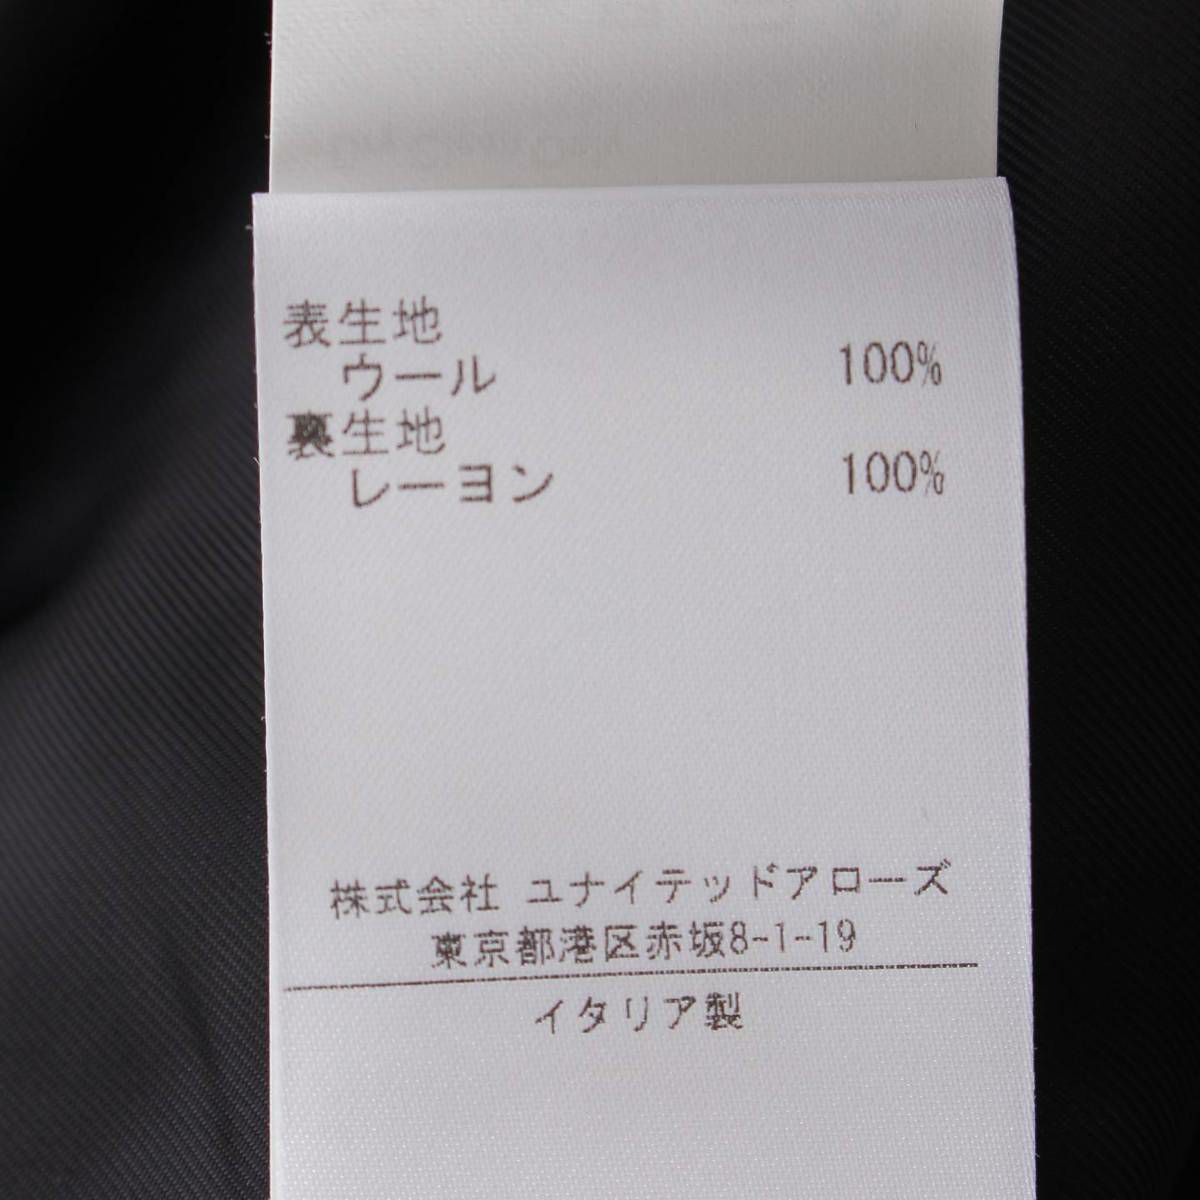 表生地
ウール 100%
裏生地
レーヨン 100%
株式会社 ユナイテッドアローズ
東京都港区赤坂8-1-19
イタリア製